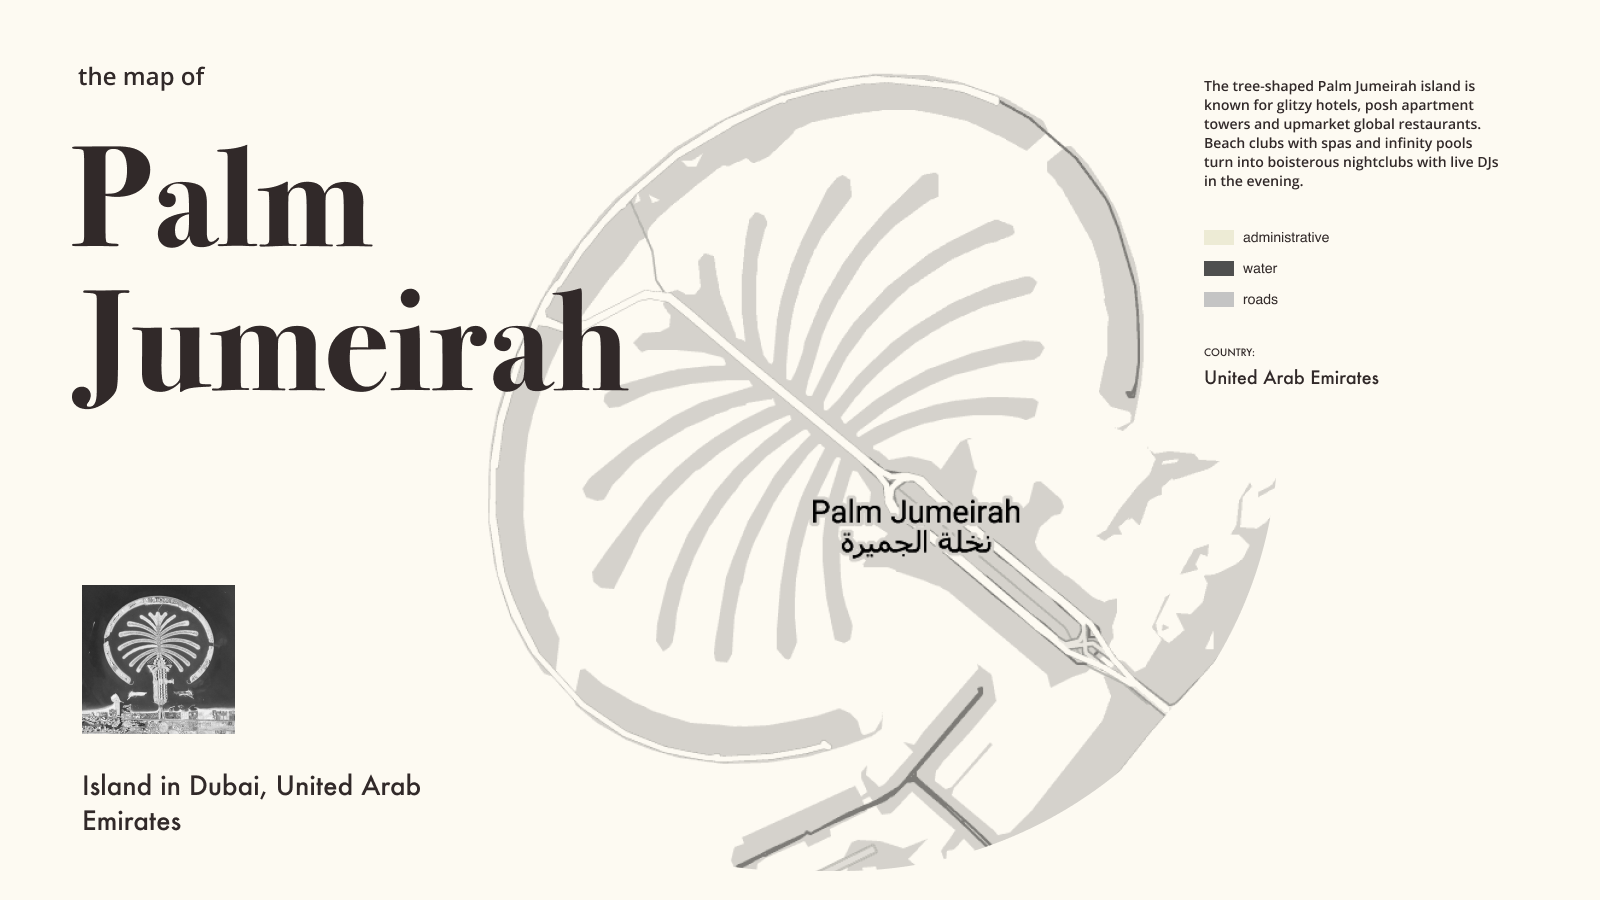 the map of
Palm
Jumeirah
The tree-shaped Palm Jumeirah island is
known for glitzy hotels, posh apartment
towers and upmarket global restaurants.
Beach clubs with spas and infinity pools
turn into boisterous nightclubs with live DJs
in the evening.
administrative
water
roads
COUNTRY:
United Arab Emirates
Palm Jumeirah
نخلة الجميرة
Island in Dubai, United Arab
Emirates